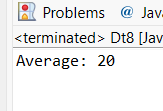 Problems @ Java
<terminated> Dt8 [Jav
Average: 20